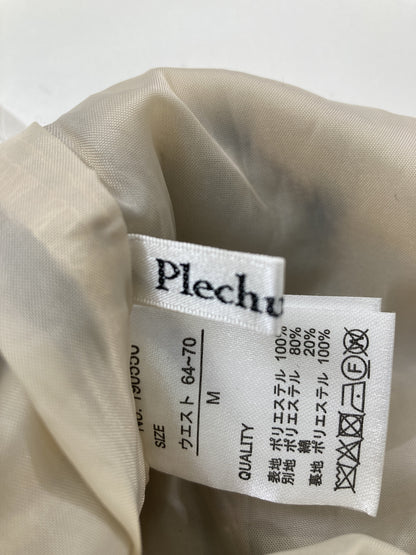 Plechu
No. 190550
SIZE
ウエスト 64~70
M
QUALITY
表地 ポリエステル 100%
別地 ポリエステル 80%
綿 20%
裏地 ポリエステル 100%